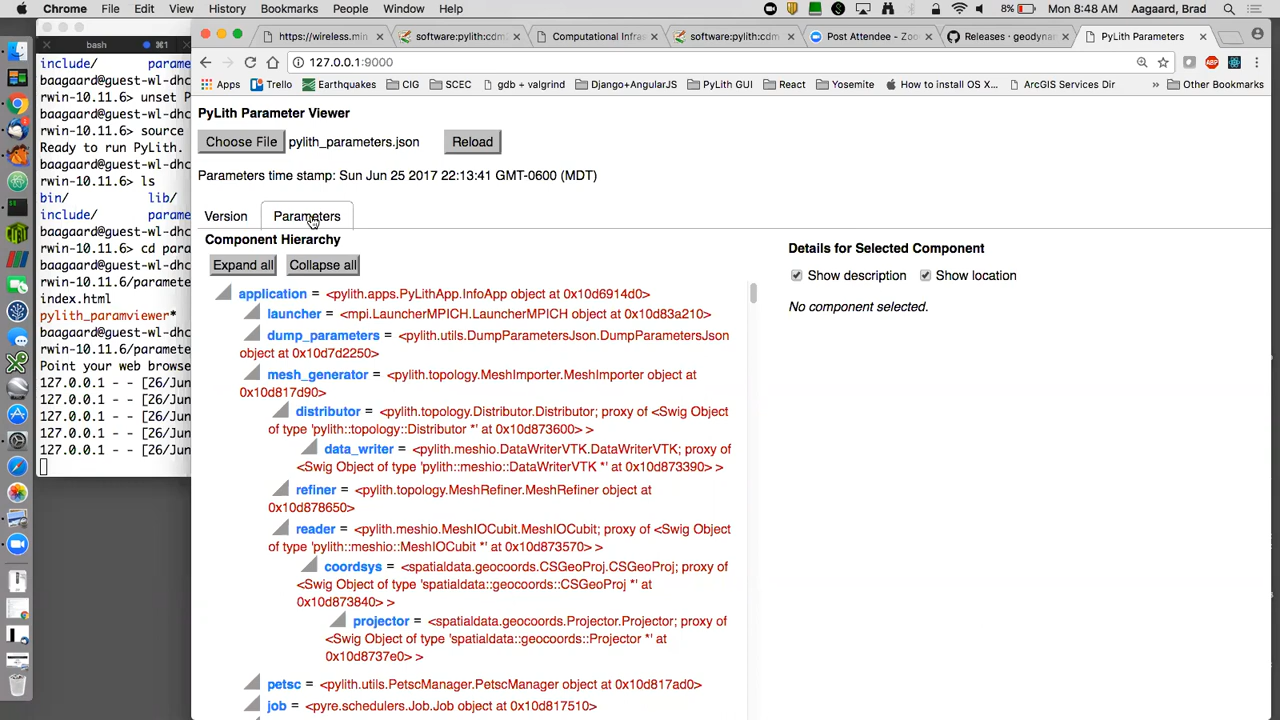 Chrome File Edit View History Bookmarks People Window Help 8% Mon 8:48 AM Aagaard, Brad
bash ⌘1
https://wireless.min
software:pylith:cdm2
Computational Infras
software:pylith:cdm
Post Attendee - Zoo
Releases · geodynam
PyLith Parameters
127.0.0.1:9000
Apps Trello Earthquakes CIG SCEC gdb + valgrind Django+AngularJS PyLith GUI React Yosemite How to install OS X... ArcGIS Services Dir » Other Bookmarks
include/ parame
baagaard@guest-wl-dhc
rwin-10.11.6> unset P
baagaard@guest-wl-dhc
rwin-10.11.6> source
Ready to run PyLith.
baagaard@guest-wl-dhc
rwin-10.11.6> ls
bin/ lib/
include/ parame
baagaard@guest-wl-dhc
rwin-10.11.6> cd para
baagaard@guest-wl-dhc
rwin-10.11.6/paramete
index.html
pylith_paramviewer*
baagaard@guest-wl-dhc
rwin-10.11.6/paramete
Point your web browse
127.0.0.1 - - [26/Jun
127.0.0.1 - - [26/Jun
127.0.0.1 - - [26/Jun
127.0.0.1 - - [26/Jun
127.0.0.1 - - [26/Jun
PyLith Parameter Viewer
Choose File pylith_parameters.json Reload
Parameters time stamp: Sun Jun 25 2017 22:13:41 GMT-0600 (MDT)
Version Parameters
Component Hierarchy
Expand all Collapse all
application = <pylith.apps.PyLithApp.InfoApp object at 0x10d6914d0>
launcher = <mpi.LauncherMPICH.LauncherMPICH object at 0x10d83a210>
dump_parameters = <pylith.utils.DumpParametersJson.DumpParametersJson
object at 0x10d7d2250>
mesh_generator = <pylith.topology.MeshImporter.MeshImporter object at
0x10d817d90>
distributor = <pylith.topology.Distributor.Distributor; proxy of <Swig Object
of type 'pylith::topology::Distributor *' at 0x10d873600> >
data_writer = <pylith.meshio.DataWriterVTK.DataWriterVTK; proxy of
<Swig Object of type 'pylith::meshio::DataWriterVTK *' at 0x10d873390> >
refiner = <pylith.topology.MeshRefiner.MeshRefiner object at
0x10d878650>
reader = <pylith.meshio.MeshIOCubit.MeshIOCubit; proxy of <Swig Object
of type 'pylith::meshio::MeshIOCubit *' at 0x10d873570> >
coordsys = <spatialdata.geocoords.CSGeoProj.CSGeoProj; proxy of
<Swig Object of type 'spatialdata::geocoords::CSGeoProj *' at
0x10d873840> >
projector = <spatialdata.geocoords.Projector.Projector; proxy of
<Swig Object of type 'spatialdata::geocoords::Projector *' at
0x10d8737e0> >
petsc = <pylith.utils.PetscManager.PetscManager object at 0x10d817ad0>
job = <pyre.schedulers.Job.Job object at 0x10d817510>
Details for Selected Component
Show description Show location
No component selected.